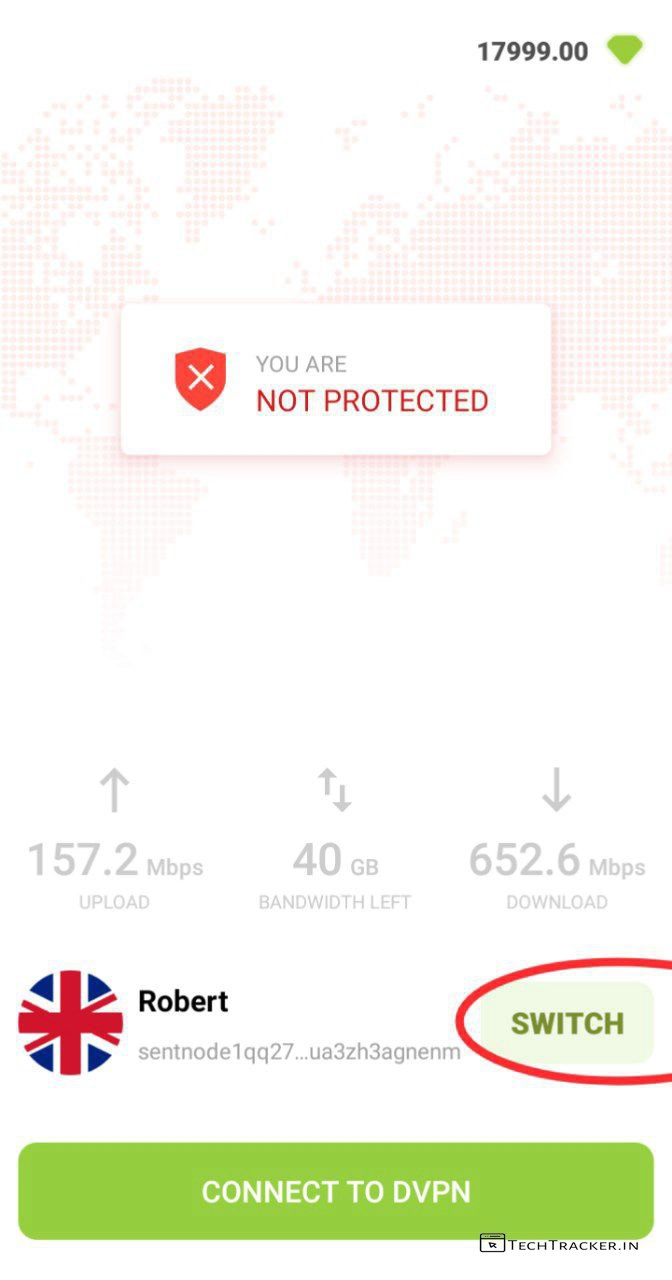 17999.00
YOU ARE
NOT PROTECTED
157.2 Mbps
UPLOAD
40 GB
BANDWIDTH LEFT
652.6 Mbps
DOWNLOAD
Robert
sentnode1qq27...ua3zh3agnenm
SWITCH
CONNECT TO DVPN
TECHTRACKER.IN